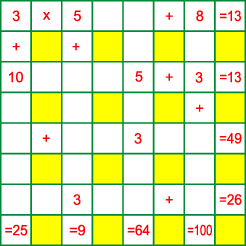 3 x 5 + 8 =13
+ +
10 5 + 3 =13
+
+ 3 =49
3 + =26
=25 =9 =64 =100